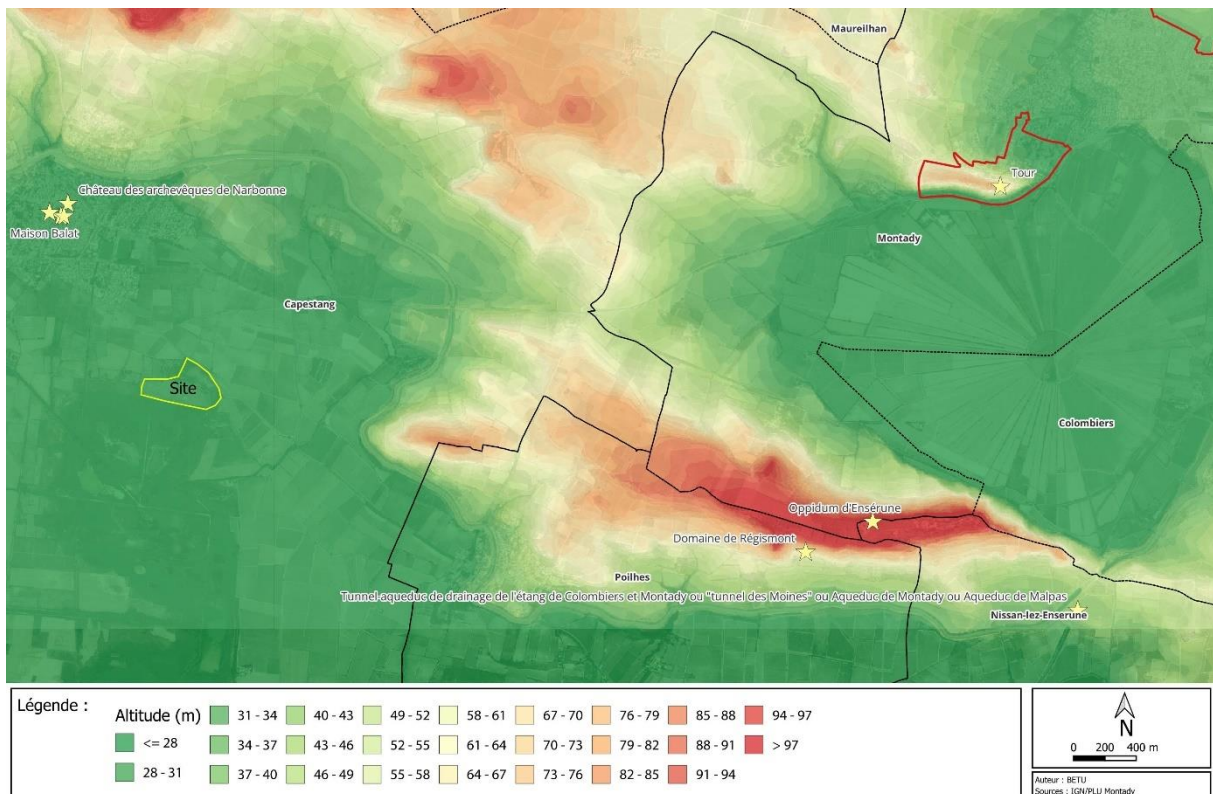 Maureilhan
Tour
Château des archevêques de Narbonne
Maison Balat
Montady
Capestang
Site
Colombiers
Oppidum d'Ensérune
Domaine de Régismont
Poilhes
Tunnel-aqueduc de drainage de l'étang de Colombiers et Montady ou "tunnel des Moines" ou Aqueduc de Montady ou Aqueduc de Malpas
Nissan-lez-Enserune
Légende :
Altitude (m)
<= 28
28 - 31
31 - 34
34 - 37
37 - 40
40 - 43
43 - 46
46 - 49
49 - 52
52 - 55
55 - 58
58 - 61
61 - 64
64 - 67
67 - 70
70 - 73
73 - 76
76 - 79
79 - 82
82 - 85
85 - 88
88 - 91
91 - 94
94 - 97
> 97
N
0 200 400 m
Auteur : BETU
Sources : IGN/PLU Montady